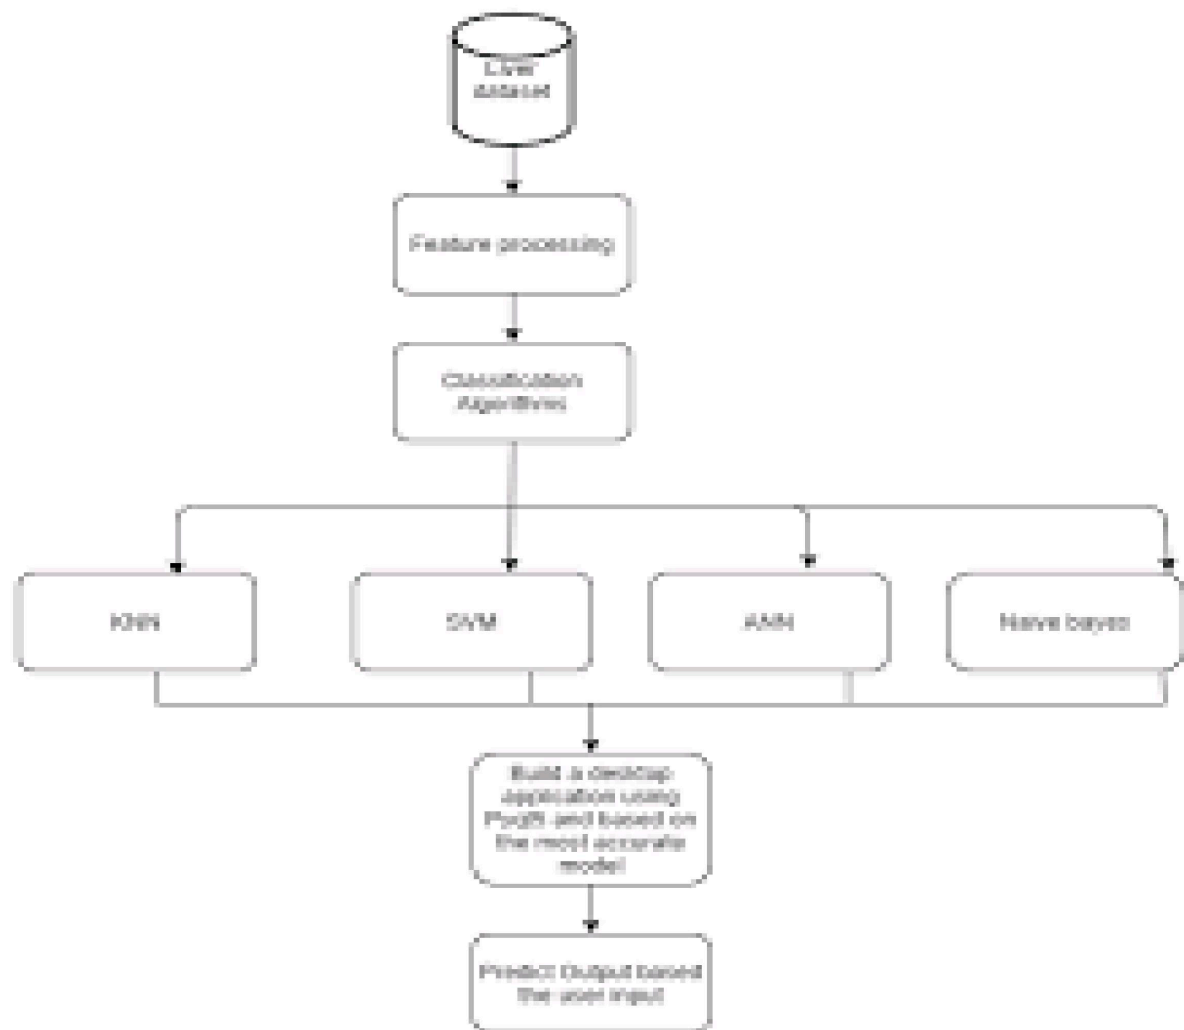 Liver
dataset
Feature processing
Classification
Algorithms
KNN
SVM
ANN
Naive bayes
Build a desktop
application using
and based on
the most accurate
model
Predict Output based
the user input